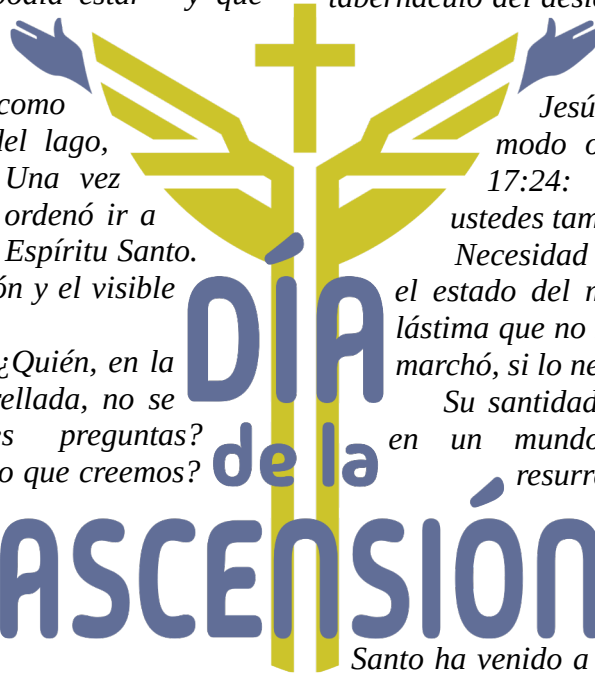 podía estar y que
como
del lago,
Una vez
ordenó ir a
Espíritu Santo.
ón y el visible
¿Quién, en la
rellada, no se
es preguntas?
o que creemos?
DÍA
de la
ASCENSIÓN
tabernáculo del
Jesú
modo
17:24:
ustedes tam
Necesidad
el estado del
lástima que no
marchó, si lo ne
Su santidad
en un mundo
resurre
Santo ha venido a